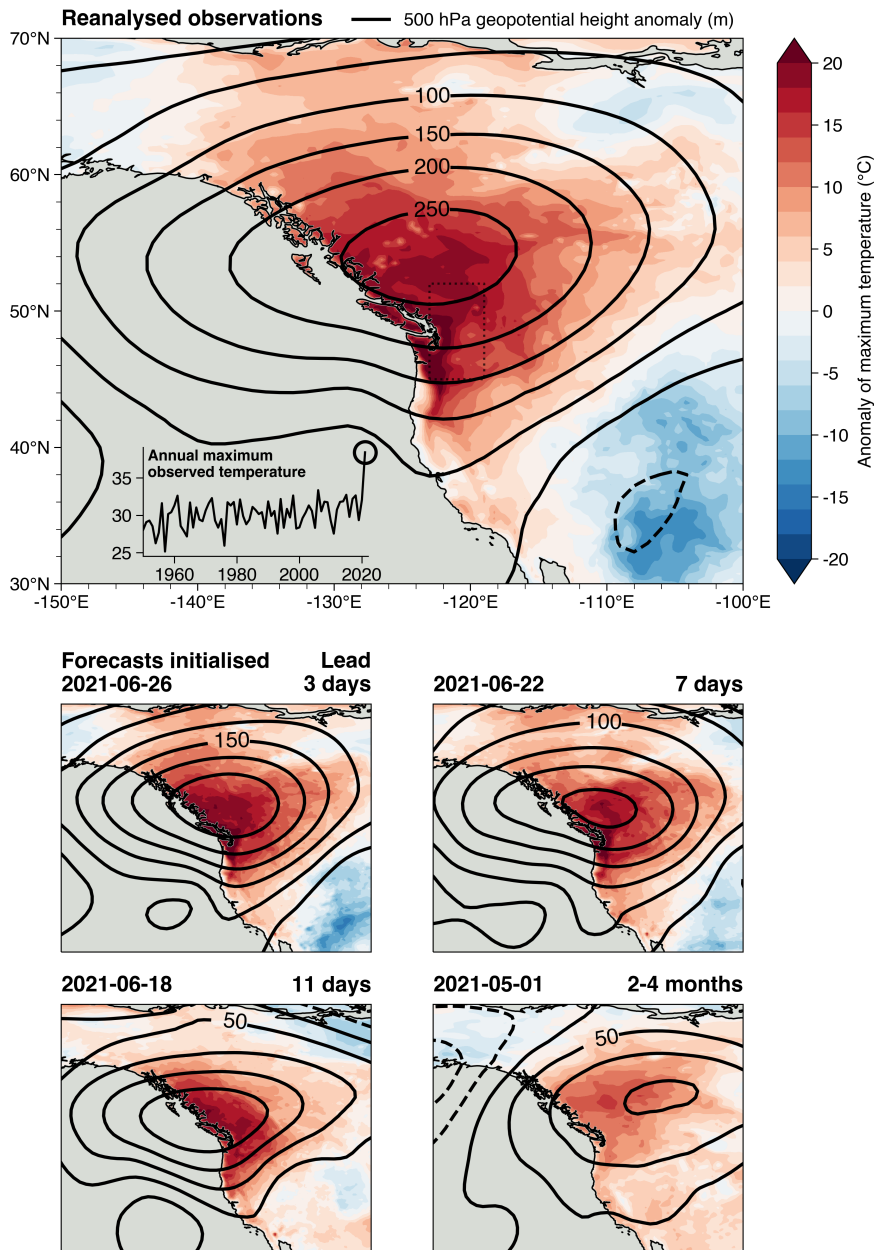 Reanalysed observations
500 hPa geopotential height anomaly (m)
70°N
60°N
50°N
40°N
30°N
100
150
200
250
Annual maximum
observed temperature
35
30
25
1960
1980
2000
2020
-150°E
-140°E
-130°E
-120°E
-110°E
-100°E
20
15
10
5
0
-5
-10
-15
-20
Anomaly of maximum temperature (°C)
Forecasts initialised Lead
2021-06-26 3 days
150
2021-06-22 7 days
100
2021-06-18 11 days
50
2021-05-01 2-4 months
50